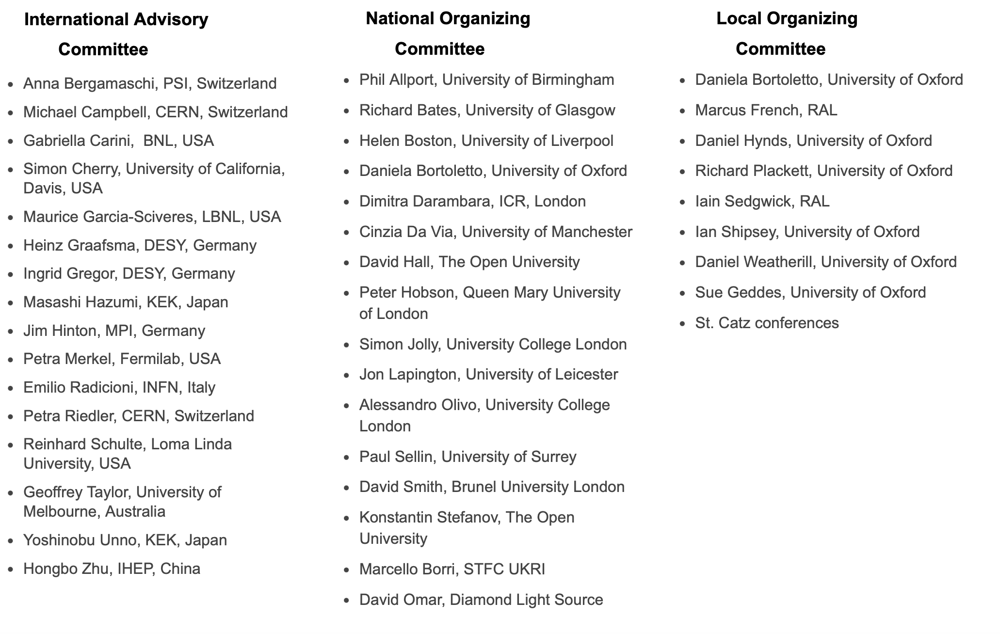 International Advisory
Committee
• Anna Bergamaschi, PSI, Switzerland
• Michael Campbell, CERN, Switzerland
• Gabriella Carini,  BNL, USA
• Simon Cherry, University of California,
Davis, USA
• Maurice Garcia-Sciveres, LBNL, USA
• Heinz Graafsma, DESY, Germany
• Ingrid Gregor, DESY, Germany
• Masashi Hazumi, KEK, Japan
• Jim Hinton, MPI, Germany
• Petra Merkel, Fermilab, USA
• Emilio Radicioni, INFN, Italy
• Petra Riedler, CERN, Switzerland
• Reinhard Schulte, Loma Linda
University, USA
• Geoffrey Taylor, University of
Melbourne, Australia
• Yoshinobu Unno, KEK, Japan
• Hongbo Zhu, IHEP, China
National Organizing
Committee
• Phil Allport, University of Birmingham
• Richard Bates, University of Glasgow
• Helen Boston, University of Liverpool
• Daniela Bortoletto, University of Oxford
• Dimitra Darambara, ICR, London
• Cinzia Da Via, University of Manchester
• David Hall, The Open University
• Peter Hobson, Queen Mary University
of London
• Simon Jolly, University College London
• Jon Lapington, University of Leicester
• Alessandro Olivo, University College
London
• Paul Sellin, University of Surrey
• David Smith, Brunel University London
• Konstantin Stefanov, The Open
University
• Marcello Borri, STFC UKRI
• David Omar, Diamond Light Source
Local Organizing
Committee
• Daniela Bortoletto, University of Oxford
• Marcus French, RAL
• Daniel Hynds, University of Oxford
• Richard Plackett, University of Oxford
• Iain Sedgwick, RAL
• Ian Shipsey, University of Oxford
• Daniel Weatherill, University of Oxford
• Sue Geddes, University of Oxford
• St. Catz conferences